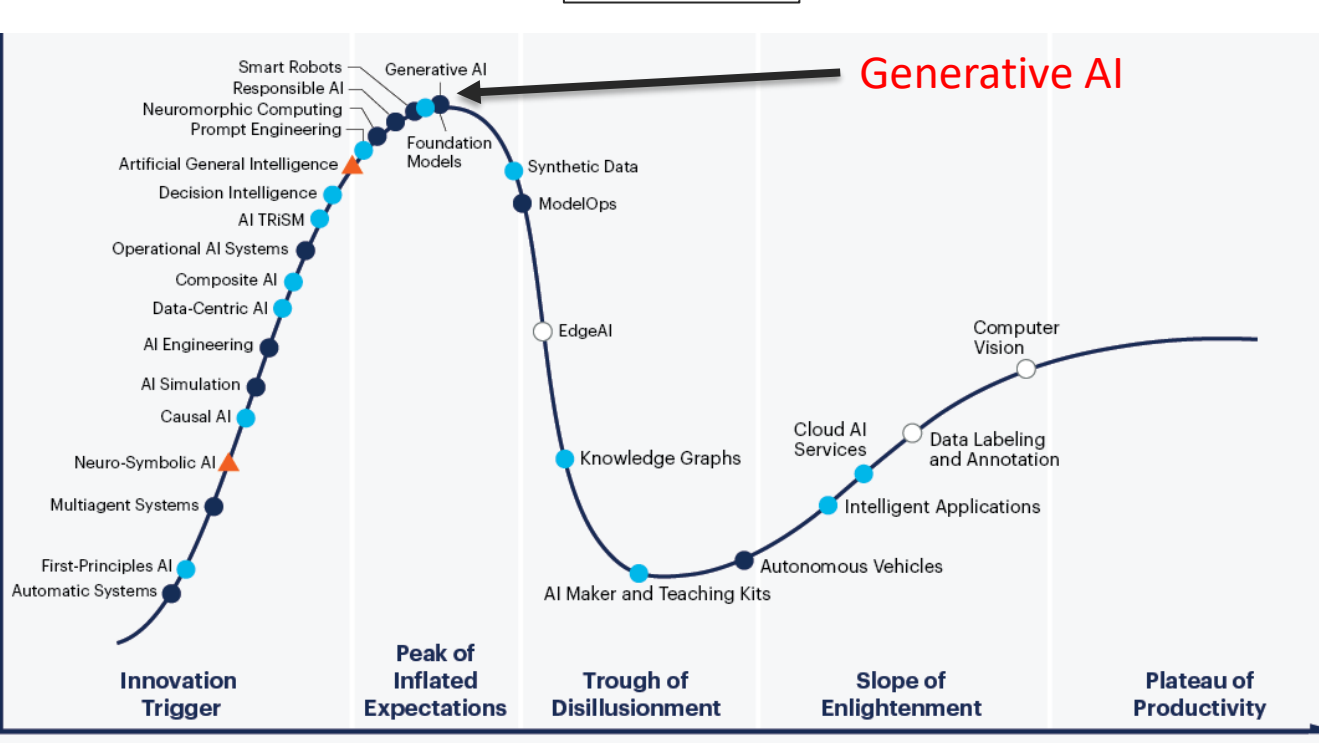 Smart Robots
Generative AI
Generative AI
Responsible AI
Neuromorphic Computing
Prompt Engineering
Foundation
Models
Artificial General Intelligence
Synthetic Data
Decision Intelligence
ModelOps
AI TRiSM
Operational AI Systems
Composite AI
Data-Centric AI
EdgeAI
Computer
Vision
AI Engineering
AI Simulation
Causal AI
Cloud AI
Services
Data Labeling
and Annotation
Neuro-Symbolic AI
Knowledge Graphs
Multiagent Systems
Intelligent Applications
First-Principles AI
Autonomous Vehicles
Automatic Systems
AI Maker and Teaching Kits
Innovation
Trigger
Peak of
Inflated
Expectations
Trough of
Disillusionment
Slope of
Enlightenment
Plateau of
Productivity